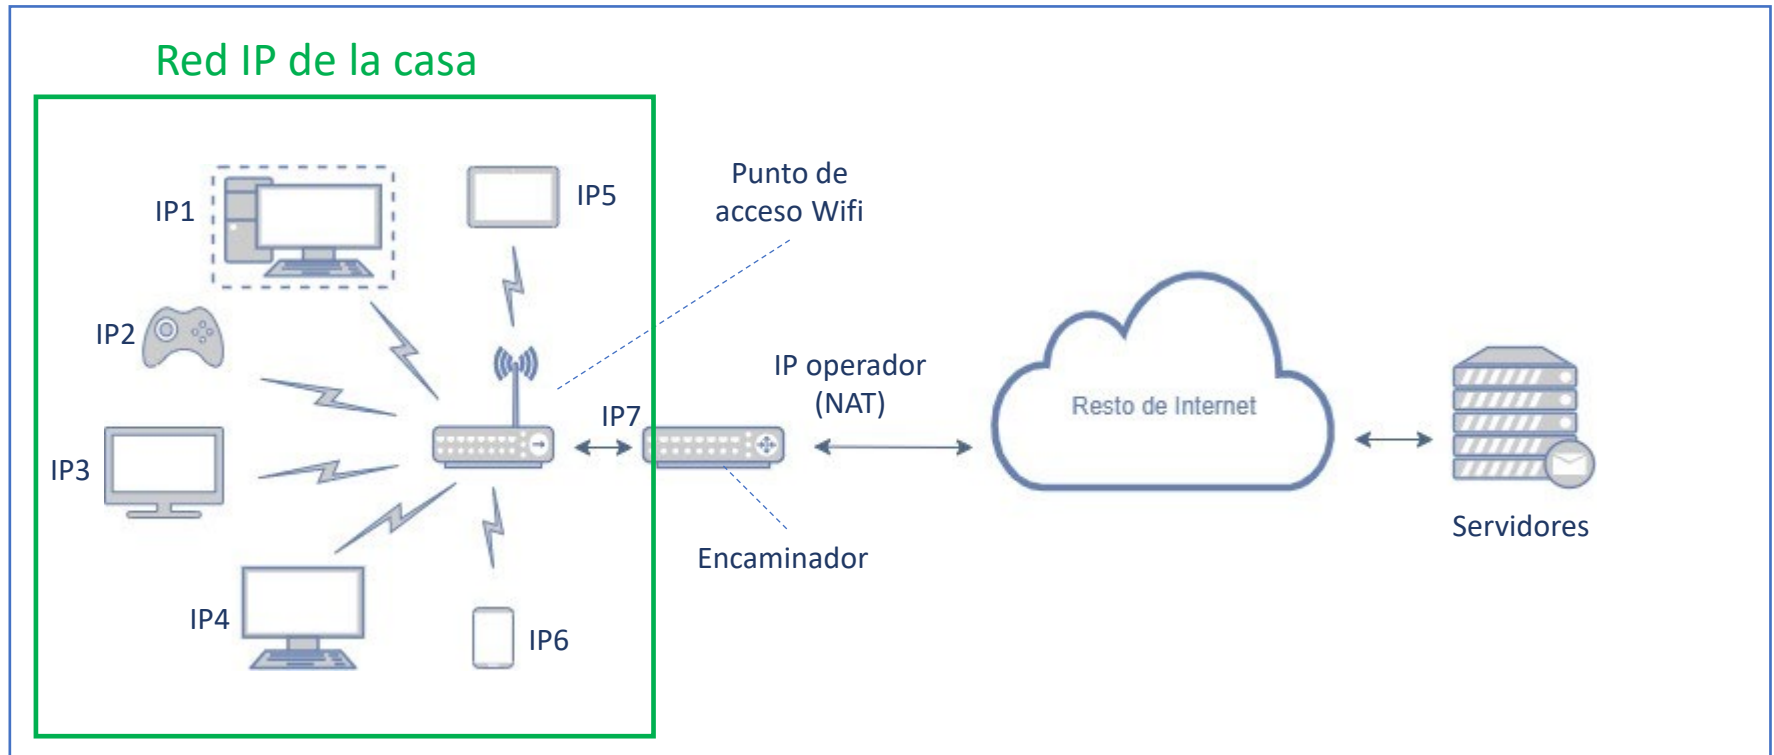 Red IP de la casa
IP1
IP5
Punto de
acceso Wifi
IP2
IP operador
(NAT)
IP7
Resto de Internet
IP3
Encaminador
Servidores
IP4
IP6